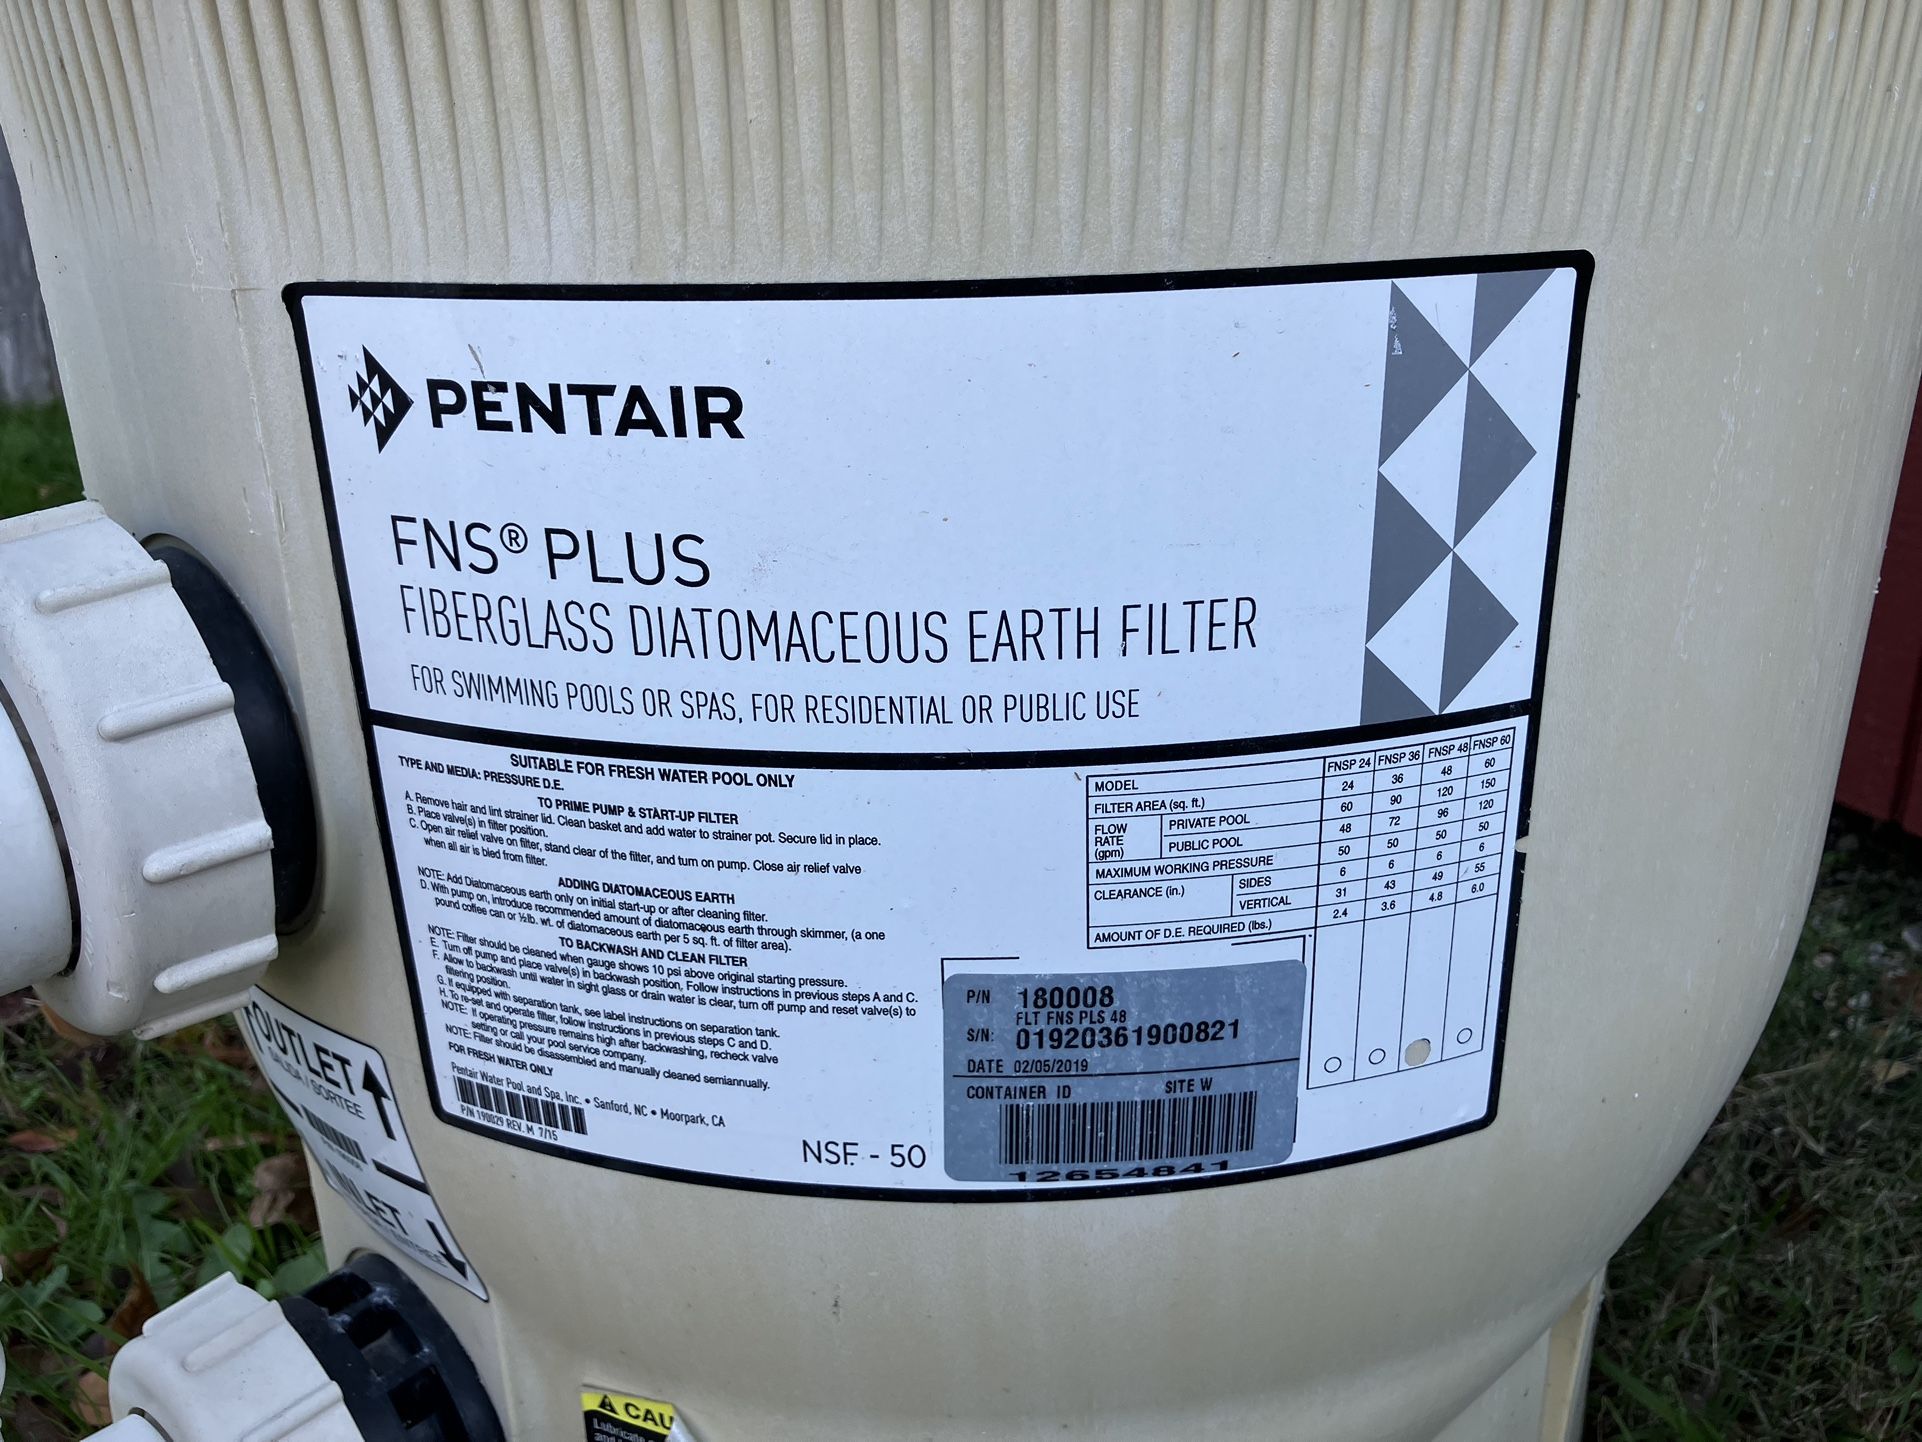 PENTAIR
FNS® PLUS
FIBERGLASS DIATOMACEOUS EARTH FILTER
FOR SWIMMING POOLS OR SPAS, FOR RESIDENTIAL OR PUBLIC USE
SUITABLE FOR FRESH WATER POOL ONLY
TYPE AND MEDIA: PRESSURE D.E.
TO PRIME PUMP & START-UP FILTER
A. Remove hair and lint strainer lid. Clean basket and add water to strainer pot. Secure lid in place.
B. Place valve(s) in filter position.
C. Open air relief valve on filter, stand clear of the filter, and turn on pump. Close air relief valve
when all air is bled from filter.
ADDING DIATOMACEOUS EARTH
NOTE: Add Diatomaceous earth only on initial start-up or after cleaning filter.
D. With pump on, introduce recommended amount of diatomaceous earth through skimmer, (a one
pound coffee can or ½lb. wt. of diatomaceous earth per 5 sq. ft. of filter area).
TO BACKWASH AND CLEAN FILTER
NOTE: Filter should be cleaned when gauge shows 10 psi above original starting pressure.
E. Turn off pump and place valve(s) in backwash position. Follow instructions in previous steps A and C.
F. Allow to backwash until water in sight glass or drain water is clear, turn off pump and reset valve(s) to
filtering position.
G. If equipped with separation tank, see label instructions on separation tank.
H. To re-set and operate filter, follow instructions in previous steps C and D.
NOTE: If operating pressure remains high after backwashing, recheck valve
setting or call your pool service company.
NOTE: Filter should be disassembled and manually cleaned semiannually.
FOR FRESH WATER ONLY
Pentair Water Pool and Spa, Inc. • Sanford, NC • Moorpark, CA
P/N 190029 REV. M 7/15
NSF. - 50
MODEL FNSP 24 FNSP 36 FNSP 48 FNSP 60
FILTER AREA (sq. ft.) 24 36 48 60
FLOW RATE (gpm) PRIVATE POOL 60 90 120 150
PUBLIC POOL 48 72 96 120
MAXIMUM WORKING PRESSURE 50 50 50 50
CLEARANCE (in.) SIDES 6 6 6 6
VERTICAL 31 43 49 55
AMOUNT OF D.E. REQUIRED (lbs.) 2.4 3.6 4.8 6.0
P/N 180008
FLT FNS PLS 48
S/N: 01920361900821
DATE 02/05/2019
CONTAINER ID SITE W
12654841
OUTLET
SALIDA / SORTEE
INLET
CAU
Lubricate
and